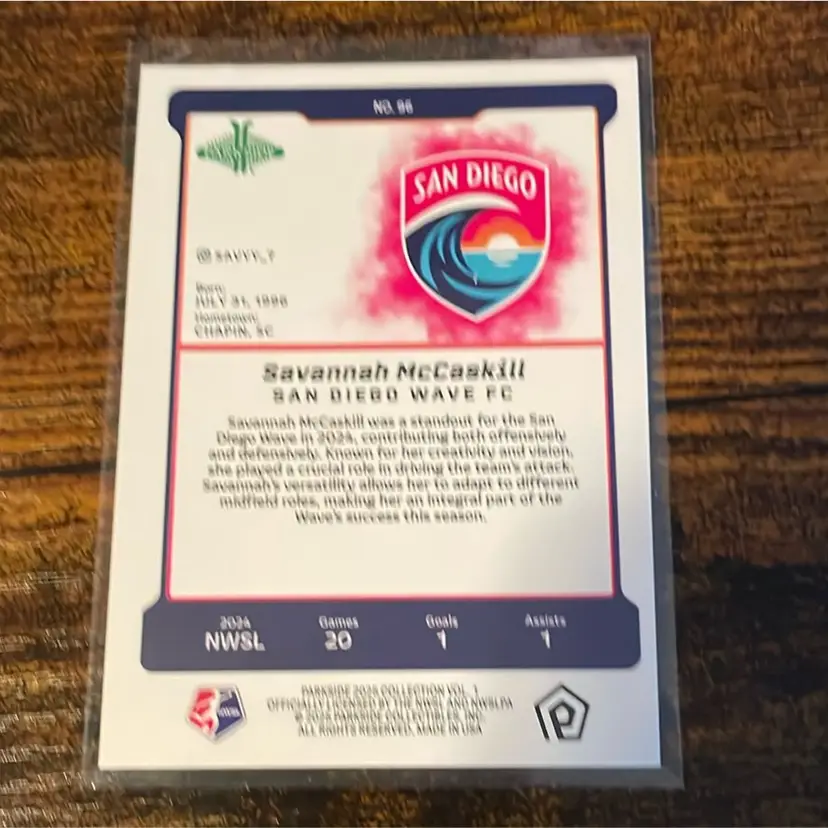 NO. 96
SAN DIEGO
@SAVVY_7
Born:
JULY 31, 1996
Hometown:
CHAPIN, SC
Savannah McCaskill
SAN DIEGO WAVE FC
Savannah McCaskill was a standout for the San
Diego Wave in 2024, contributing both offensively
and defensively. Known for her creativity and vision,
she played a crucial role in driving the team's attack.
Savannah's versatility allows her to adapt to different
midfield roles, making her an integral part of the
Wave's success this season.
2024 Games Goals Assists
NWSL 20 1 1
PARKSIDE 2024 COLLECTION VOL. 1
OFFICIALLY LICENSED BY THE NWSL AND NWSLPA
© 2024 PARKSIDE COLLECTIBLES, INC.
ALL RIGHTS RESERVED, MADE IN USA
NWSL